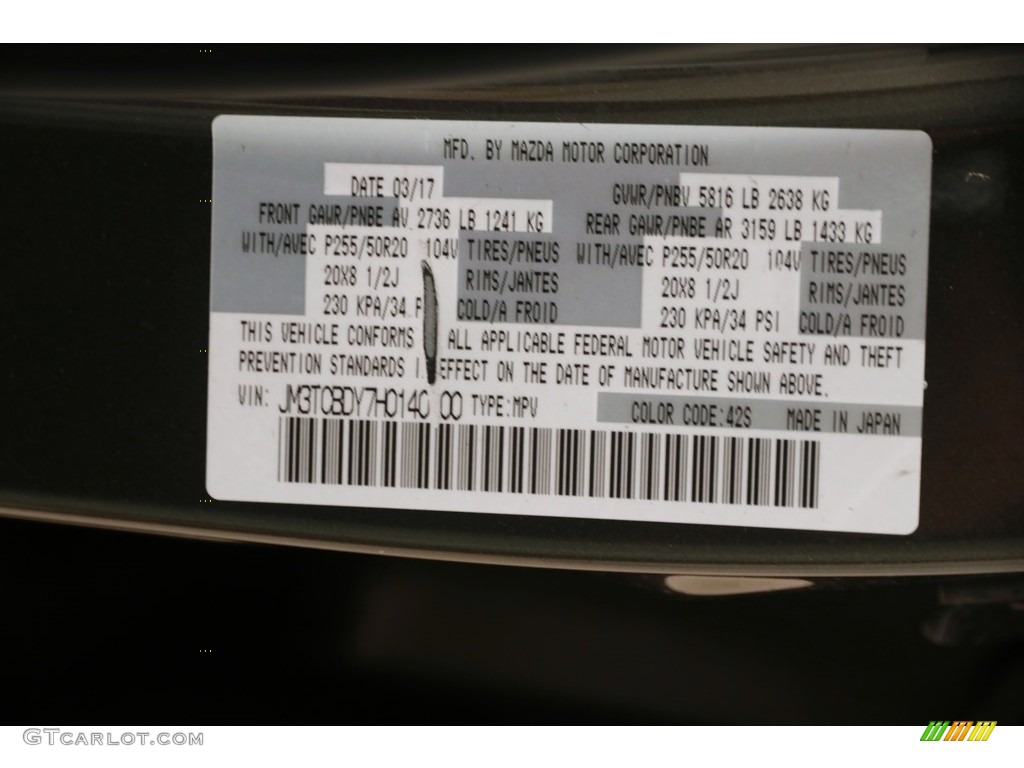 MFD. BY MAZDA MOTOR CORPORATION
DATE 03/17 GVWR/PNBV 5816 LB 2638 KG
FRONT GAWR/PNBE AV 2736 LB 1241 KG REAR GAWR/PNBE AR 3159 LB 1433 KG
WITH/AVEC P255/50R20 104V TIRES/PNEUS WITH/AVEC P255/50R20 104V TIRES/PNEUS
20X8 1/2J RIMS/JANTES 20X8 1/2J RIMS/JANTES
230 KPA/34 COLD/A FROID 230 KPA/34 PSI COLD/A FROID
THIS VEHICLE CONFORMS ALL APPLICABLE FEDERAL MOTOR VEHICLE SAFETY AND THEFT
PREVENTION STANDARDS EFFECT ON THE DATE OF MANUFACTURE SHOWN ABOVE.
VIN: TYPE:MPV COLOR CODE:42S MADE IN JAPAN
GTCARLOT.COM